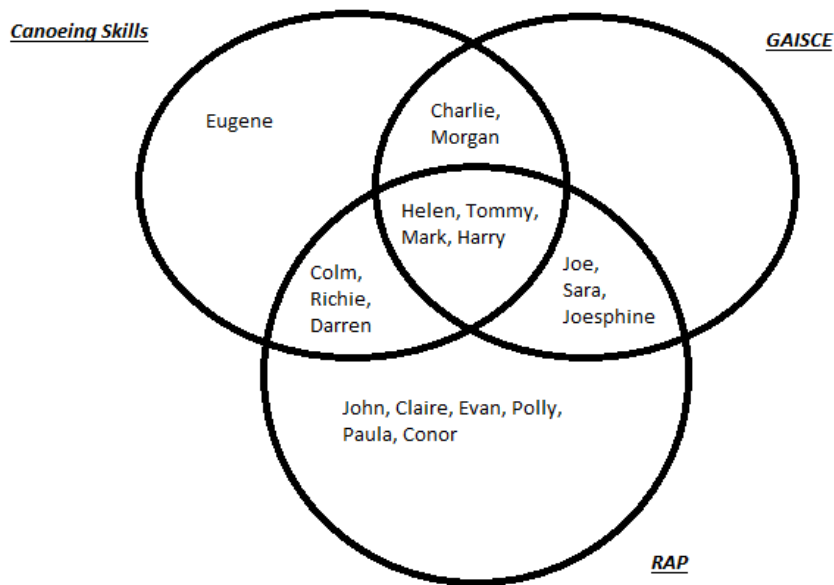 Canoeing Skills
GAISCE
Eugene
Charlie,
Morgan
Helen, Tommy,
Mark, Harry
Colm,
Richie,
Darren
Joe,
Sara,
Joesphine
John, Claire, Evan, Polly,
Paula, Conor
RAP